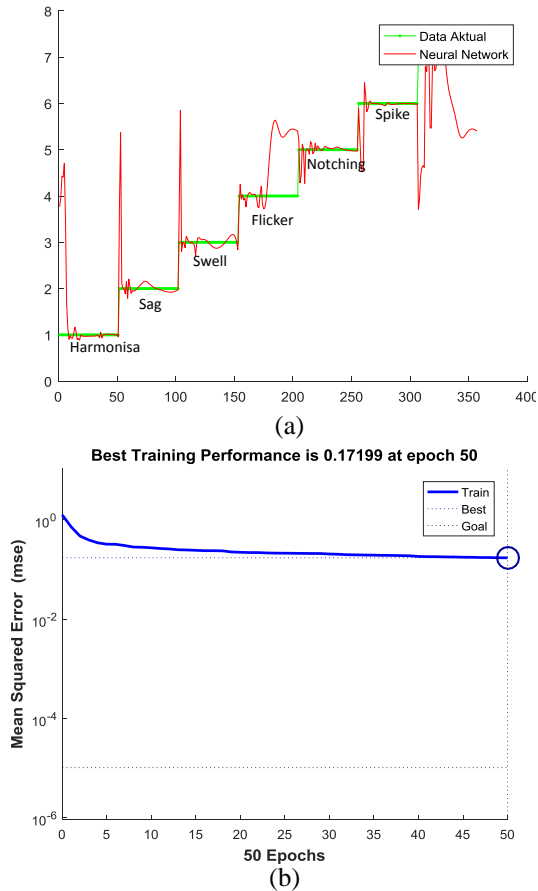 8
7
6
5
4
3
2
1
0
Data Aktual
Neural Network
Spike
Notching
Flicker
Swell
Sag
Harmonisa
0 50 100 150 200 250 300 350 400
(a)
Best Training Performance is 0.17199 at epoch 50
Train
Best
Goal
Mean Squared Error (mse)
10^0
10^-2
10^-4
10^-6
0 5 10 15 20 25 30 35 40 45 50
50 Epochs
(b)